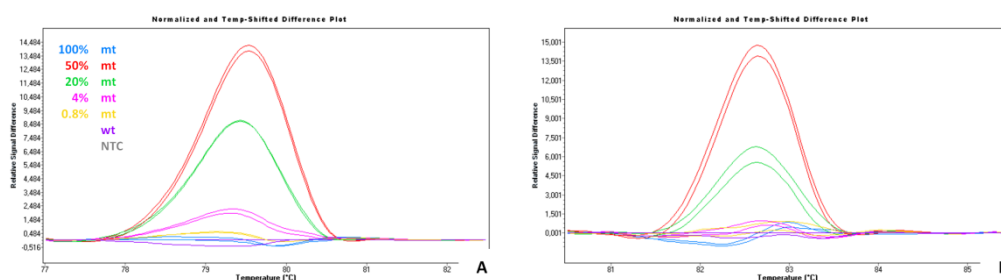 Normalized and Temp-Shifted Difference Plot
Relative Signal Difference
14,484
13,484
12,484
11,484
10,484
9,484
8,484
7,484
6,484
5,484
4,484
3,484
2,484
1,484
0,484
-0,516
100% mt
50% mt
20% mt
4% mt
0.8% mt
wt
NTC
77 78 79 80 81 82
Temperature (°C)
A
Normalized and Temp-Shifted Difference Plot
Relative Signal Difference
15,001
13,501
12,001
10,501
9,001
7,501
6,001
4,501
3,001
1,501
0,001
81 82 83 84 85
Temperature (°C)